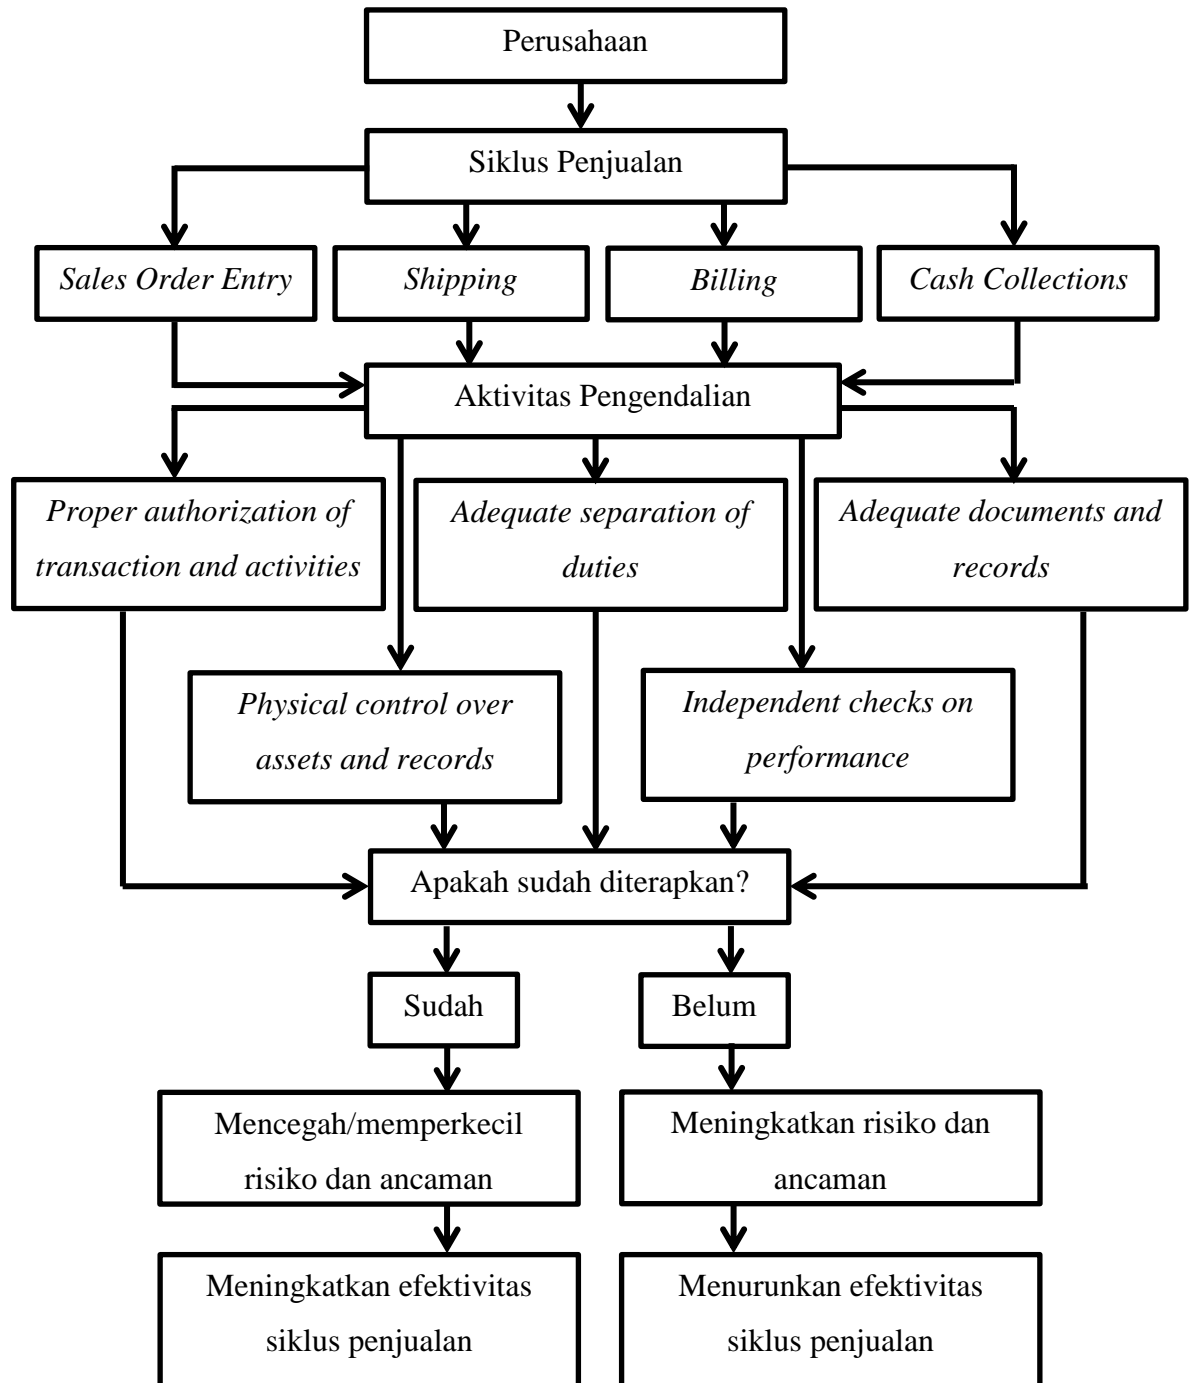 Perusahaan
Siklus Penjualan
Sales Order Entry
Shipping
Billing
Cash Collections
Aktivitas Pengendalian
Proper authorization of
transaction and activities
Adequate separation of
duties
Adequate documents and
records
Physical control over
assets and records
Independent checks on
performance
Apakah sudah diterapkan?
Sudah
Belum
Mencegah/memperkecil
risiko dan ancaman
Meningkatkan risiko dan
ancaman
Meningkatkan efektivitas
siklus penjualan
Menurunkan efektivitas
siklus penjualan